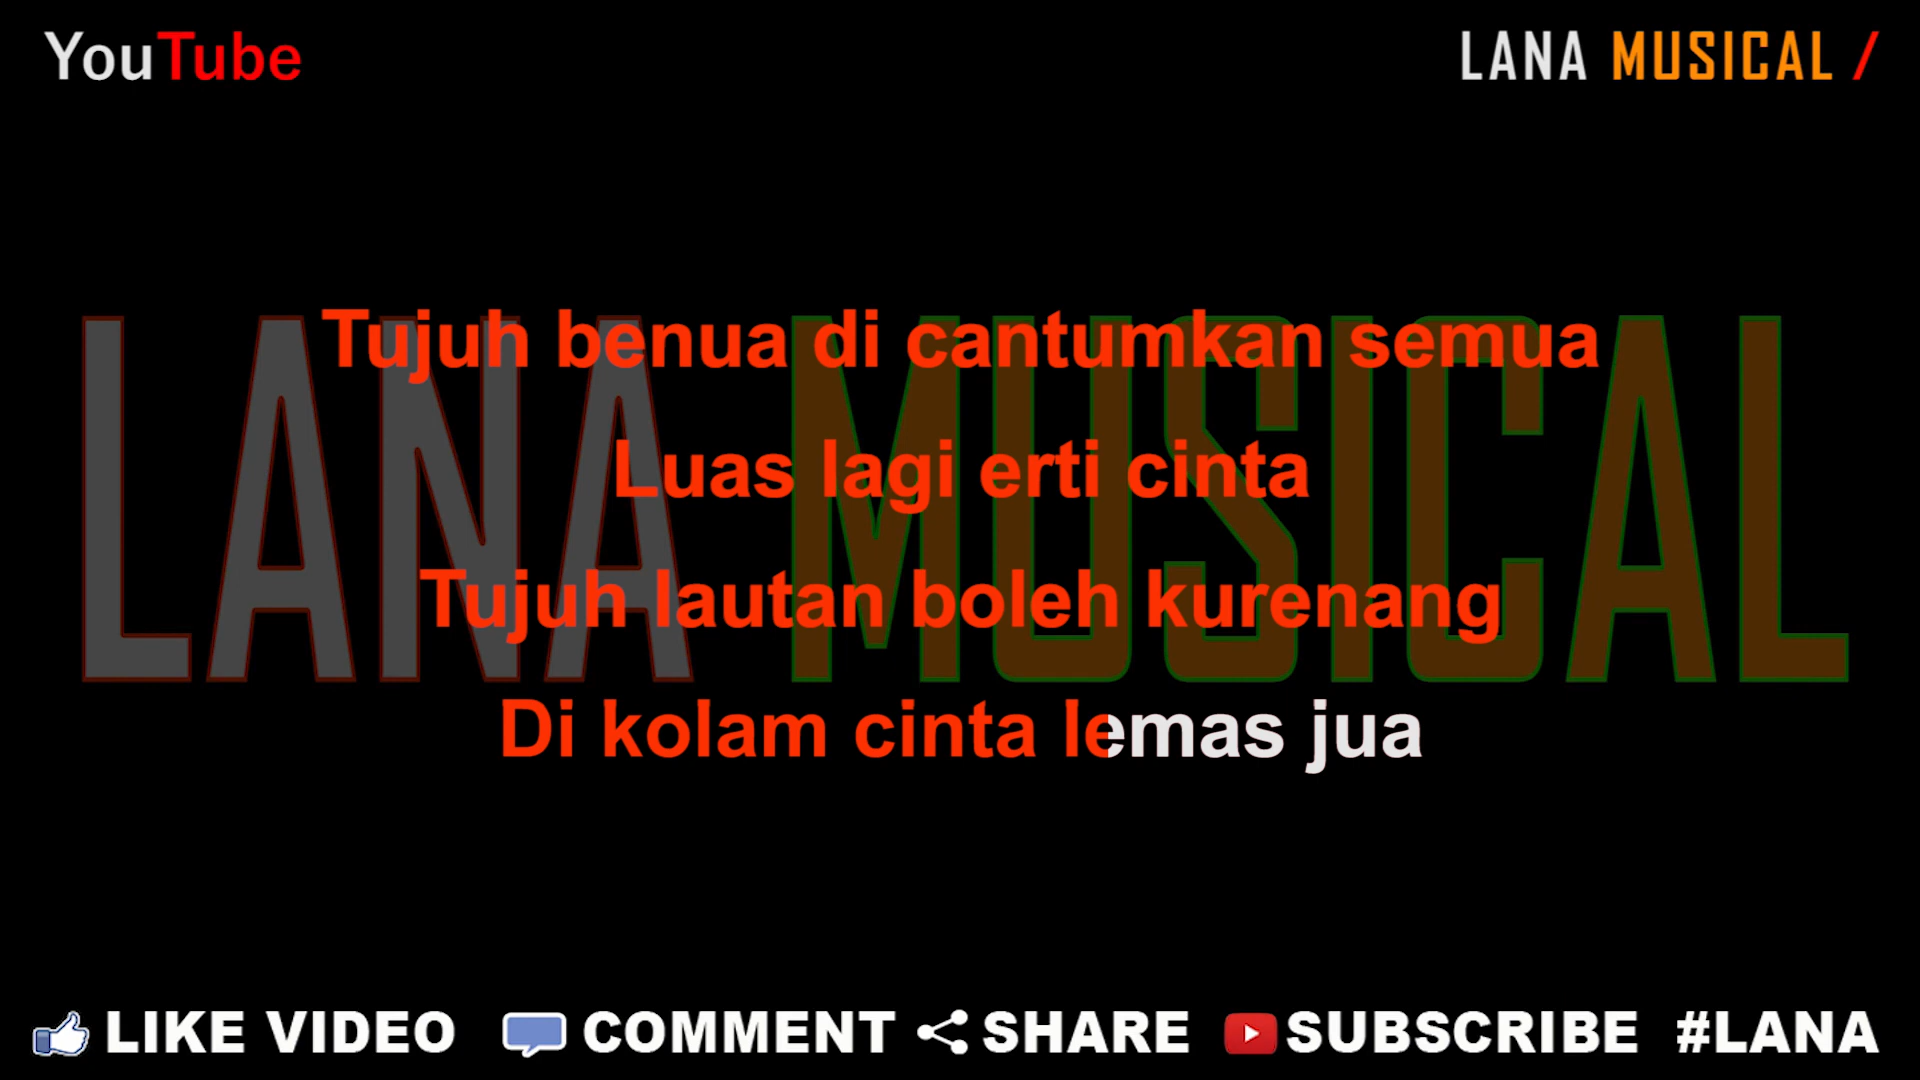 YouTube
LANA MUSICAL /
LANA MUSICAL
Tujuh benua di cantumkan semua
Luas lagi erti cinta
Tujuh lautan boleh kurenang
Di kolam cinta lemas jua
LIKE VIDEO COMMENT SHARE SUBSCRIBE #LANA